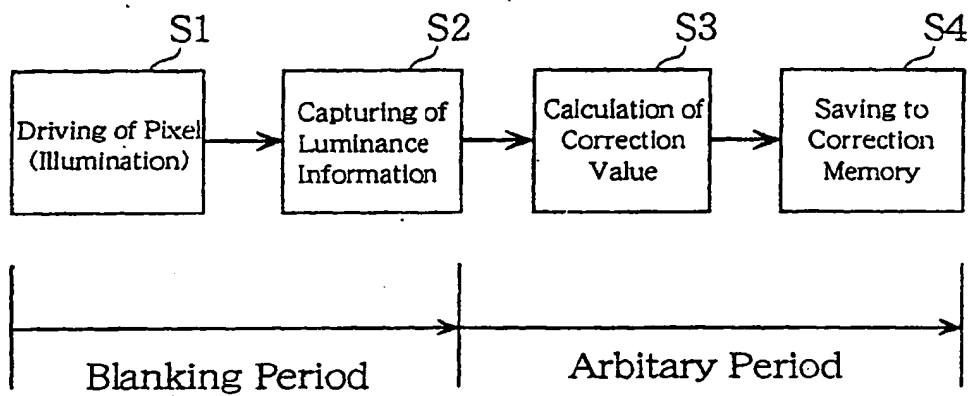 S1
S2
S3
S4
Driving of Pixel
(Illumination)
Capturing of
Luminance
Information
Calculation of
Correction
Value
Saving to
Correction
Memory
Blanking Period
Arbitary Period